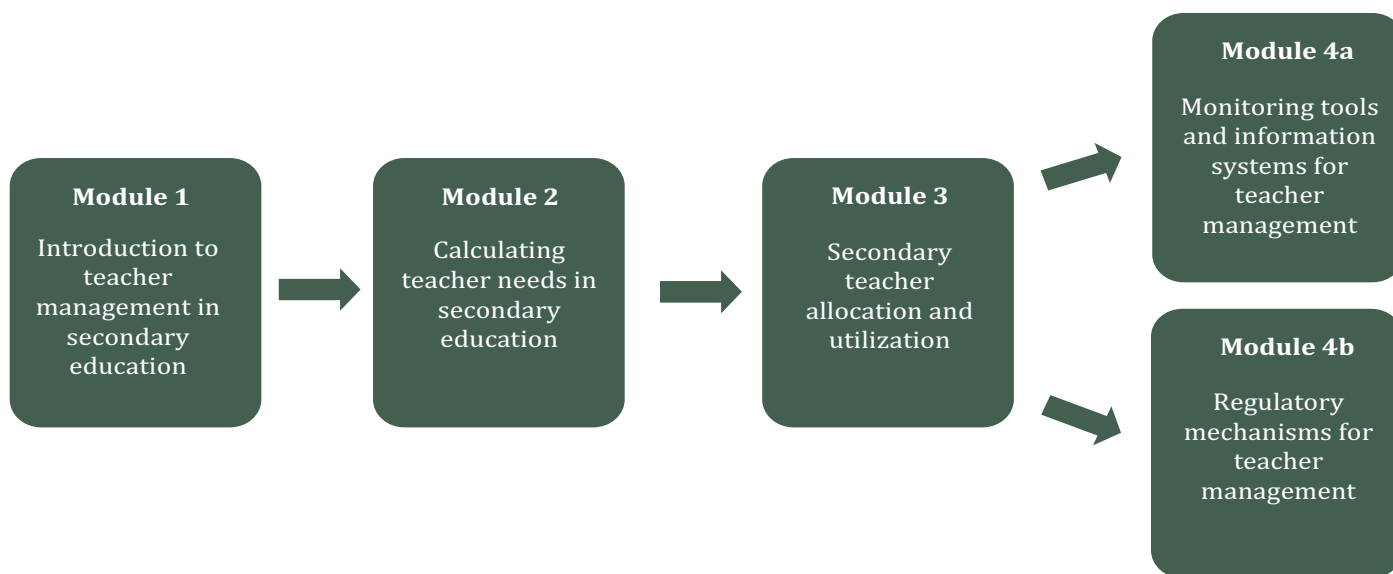 Module 1
Introduction to
teacher
management in
secondary
education
Module 2
Calculating
teacher needs in
secondary
education
Module 3
Secondary
teacher
allocation and
utilization
Module 4a
Monitoring tools
and information
systems for
teacher
management
Module 4b
Regulatory
mechanisms for
teacher
management